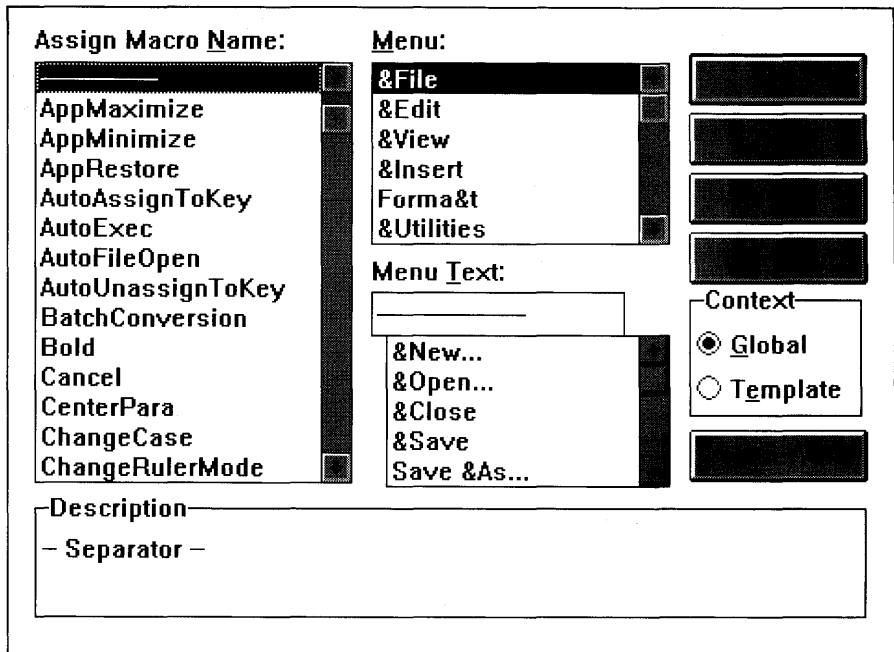 Assign Macro Name:
AppMaximize
AppMinimize
AppRestore
AutoAssignToKey
AutoExec
AutoFileOpen
AutoUnassignToKey
BatchConversion
Bold
Cancel
CenterPara
ChangeCase
ChangeRulerMode
Menu:
&File
&Edit
&View
&Insert
Forma&t
&Utilities
Menu Text:
&New...
&Open...
&Close
&Save
Save &As...
Context
Global
Template
Description
– Separator –